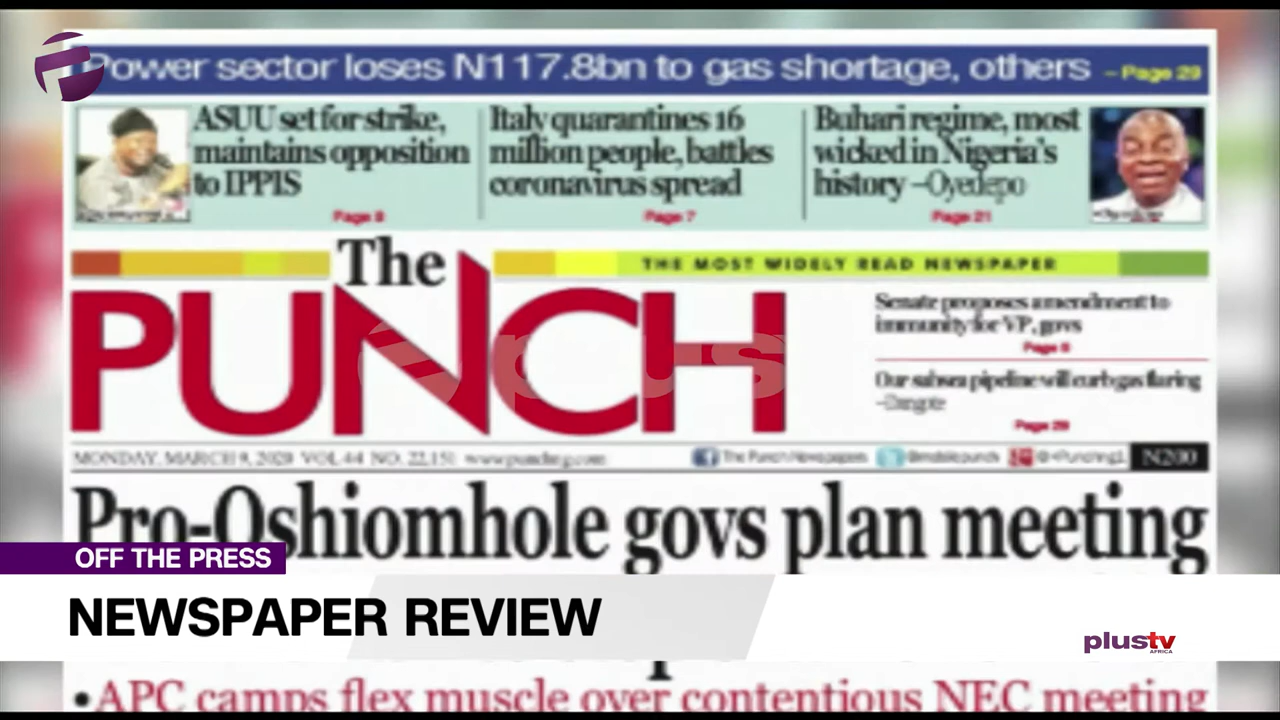 Power sector loses N117.8bn to gas shortage, others – Page 29
ASUU set for strike,
maintains opposition
to IPPIS
Page 8
Italy quarantines 16
million people, battles
coronavirus spread
Page 7
Buhari regime, most
wicked in Nigeria's
history –Oyedepo
Page 21
The
PUNCH
THE MOST WIDELY READ NEWSPAPER
Senate proposes amendment to
immunity for VP, govs
Our subsea pipeline will curb gas flaring
–Dangote
MONDAY, MARCH 9, 2020 VOL 44 NO. 22,151 www.punchng.com
The Punch Newspapers
N200
Pro-Oshiomhole govs plan meeting
OFF THE PRESS
NEWSPAPER REVIEW
plustv
AFRICA
•APC camps flex muscle over contentious NEC meeting
plus